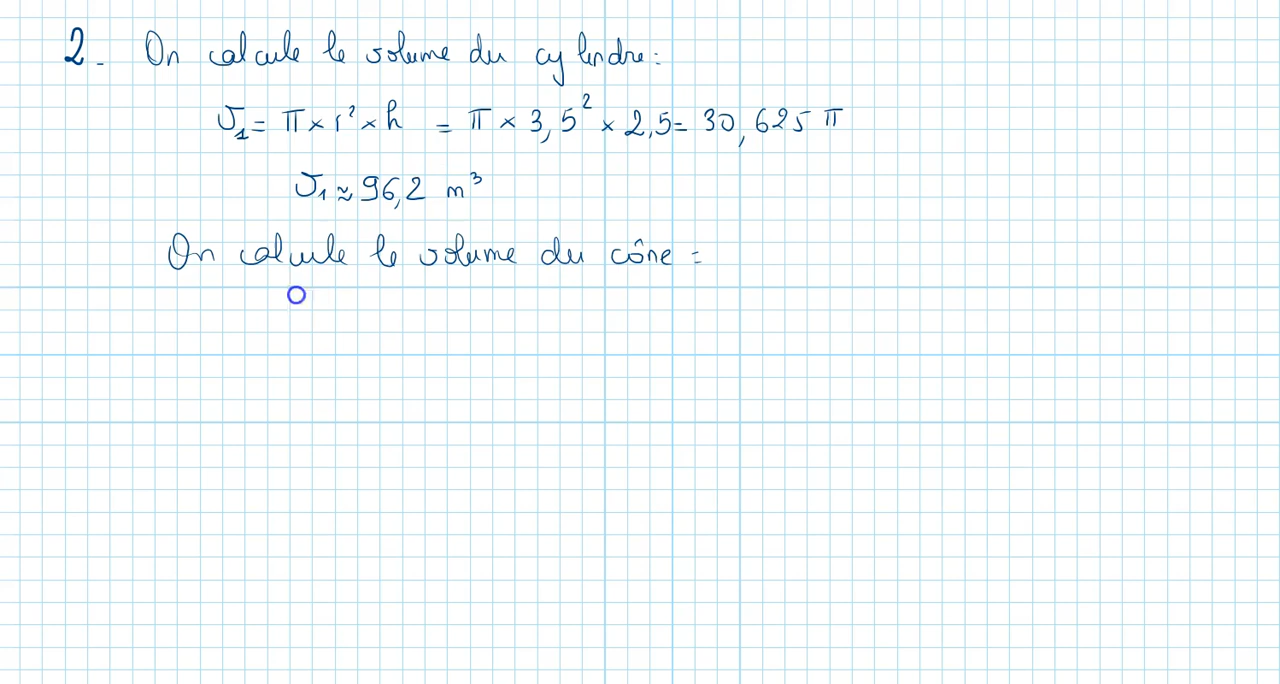 2. On calcule le volume du cylindre:
V₁ = π × r² × h = π × 3,5² × 2,5 = 30,625 π
V₁ ≈ 96,2 m³
On calcule le volume du cône =